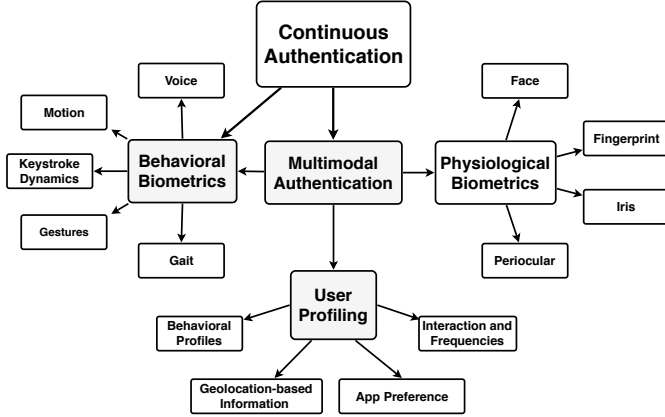 Continuous
Authentication
Voice
Face
Motion
Fingerprint
Keystroke
Dynamics
Behavioral
Biometrics
Multimodal
Authentication
Physiological
Biometrics
Iris
Gestures
Gait
Periocular
User
Profiling
Behavioral
Profiles
Interaction and
Frequencies
Geolocation-based
Information
App Preference